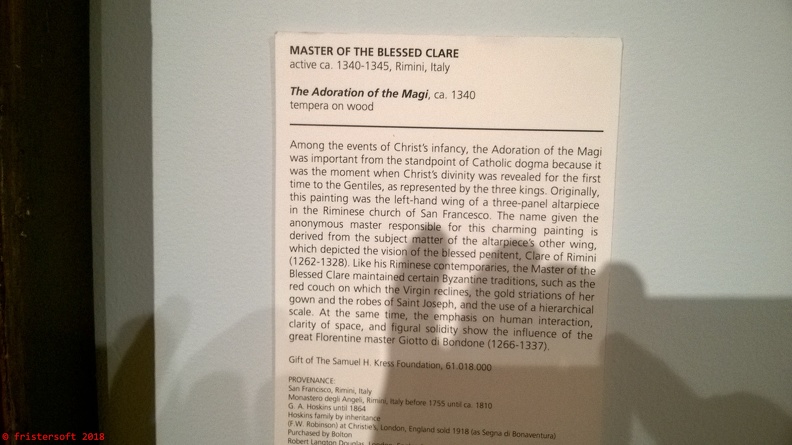 MASTER OF THE BLESSED CLARE
active ca. 1340-1345, Rimini, Italy
The Adoration of the Magi, ca. 1340
tempera on wood
Among the events of Christ's infancy, the Adoration of the Magi
was important from the standpoint of Catholic dogma because it
was the moment when Christ's divinity was revealed for the first
time to the Gentiles, as represented by the three kings. Originally,
this painting was the left-hand wing of a three-panel altarpiece
in the Riminese church of San Francesco. The name given the
anonymous master responsible for this charming painting is
derived from the subject matter of the altarpiece's other wing,
which depicted the vision of the blessed penitent, Clare of Rimini
(1262-1328). Like his Riminese contemporaries, the Master of the
Blessed Clare maintained certain Byzantine traditions, such as the
red couch on which the Virgin reclines, the gold striations of her
gown and the robes of Saint Joseph, and the use of a hierarchical
scale. At the same time, the emphasis on human interaction,
clarity of space, and figural solidity show the influence of the
great Florentine master Giotto di Bondone (1266-1337).
Gift of The Samuel H. Kress Foundation, 61.018.000
PROVENANCE:
San Francisco, Rimini, Italy
Monastero degli Angeli, Rimini, Italy before 1755 until ca. 1810
G. A. Hoskins until 1864
Hoskins family by inheritance
(F.W. Robinson) at Christie's, London, England sold 1918 (as Segna di Bonaventura)
Purchased by Bolton
Robert Langton Douglas, London,
© fristersoft 2018